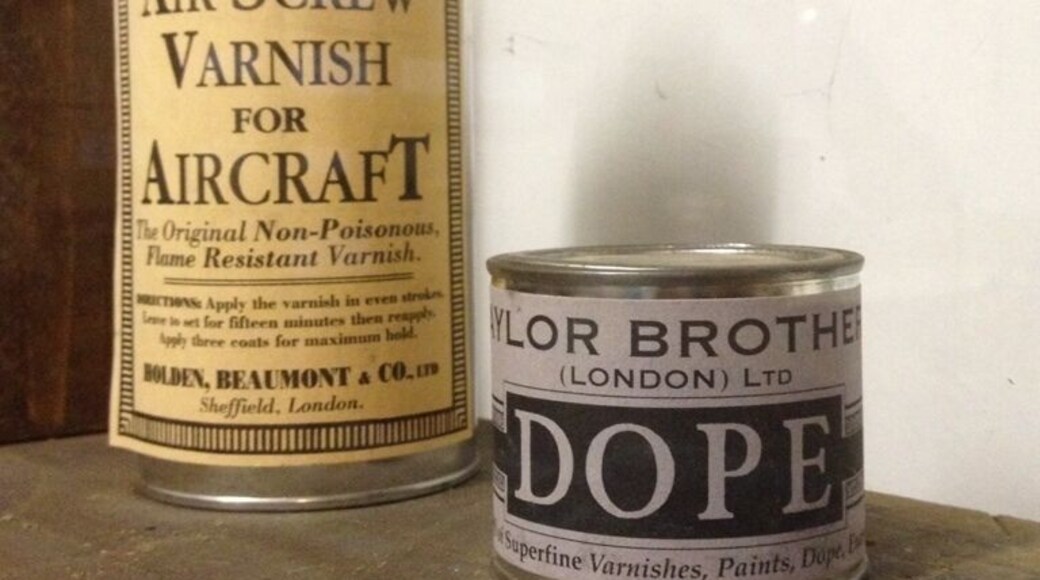 AIR SCREW
VARNISH
FOR
AIRCRAFT
The Original Non-Poisonous,
Flame Resistant Varnish.
DIRECTIONS: Apply the varnish in even strokes.
Leave to set for fifteen minutes then reapply.
Apply three coats for maximum hold.
HOLDEN, BEAUMONT & CO., LTD
Sheffield, London.
AYLOR BROTHER
(LONDON) LTD
DOPE
Superfine Varnishes, Paints, Dope,